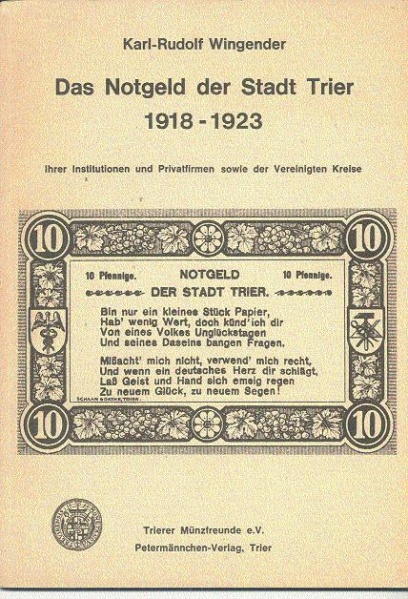 Karl-Rudolf Wingender
Das Notgeld der Stadt Trier
1918 - 1923
ihrer Institutionen und Privatfirmen sowie der Vereinigten Kreise
10 10
10 Pfennige. NOTGELD 10 Pfennige.
DER STADT TRIER.
Bin nur ein kleines Stück Papier,
Hab' wenig Wert, doch künd' ich dir
Von eines Volkes Unglückstagen
Und seines Daseins bangen Fragen.
Mißacht' mich nicht, verwend' mich recht,
Und wenn ein deutsches Herz dir schlägt,
Laß Geist und Hand sich emsig regen
Zu neuem Glück, zu neuem Segen!
10 10
Trierer Münzfreunde e.V.
Petermännchen-Verlag, Trier